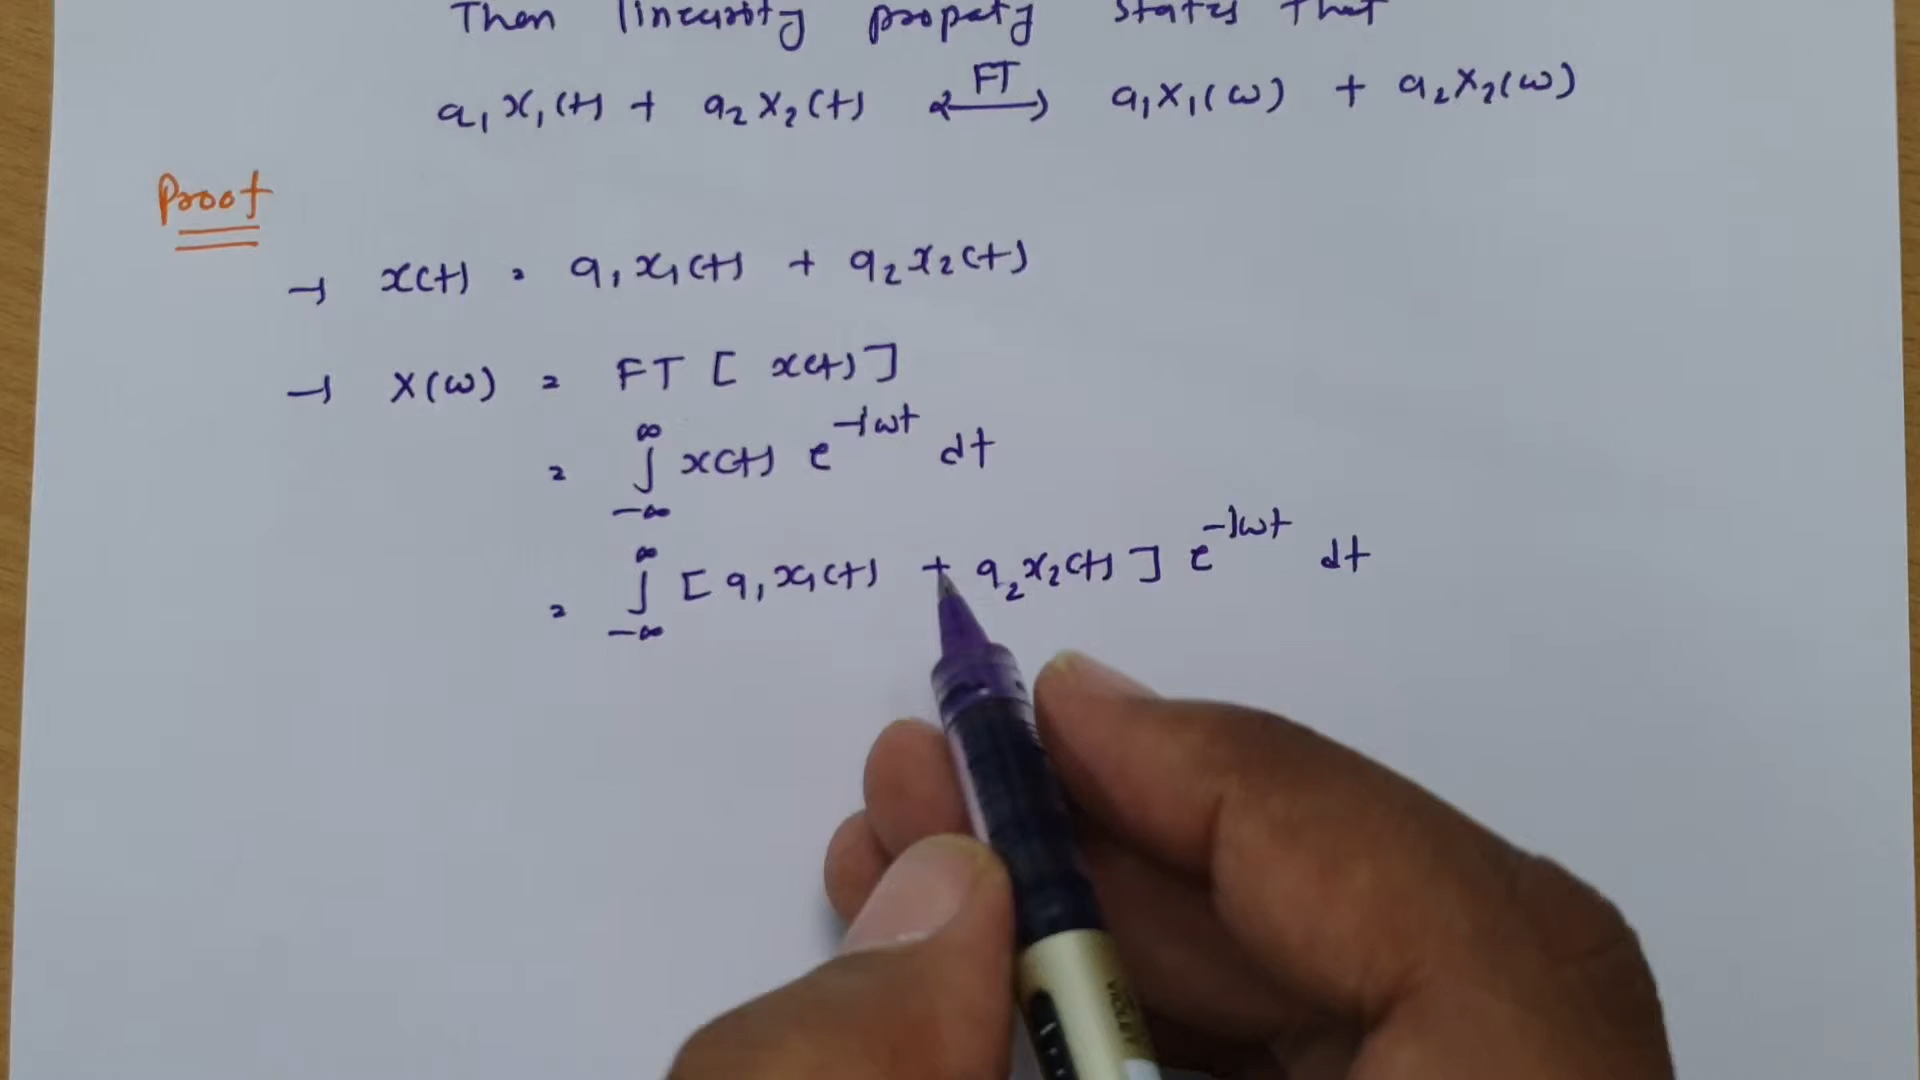 Then linearity property states that
a₁x₁(t) + a₂x₂(t) ⟷FT a₁X₁(ω) + a₂X₂(ω)
Proof
→ x(t) = a₁x₁(t) + a₂x₂(t)
→ X(ω) = FT [ x(t) ]
= ∫_{-∞}^{∞} x(t) e^{-jωt} dt
= ∫_{-∞}^{∞} [ a₁x₁(t) + a₂x₂(t) ] e^{-jωt} dt
VIOLET